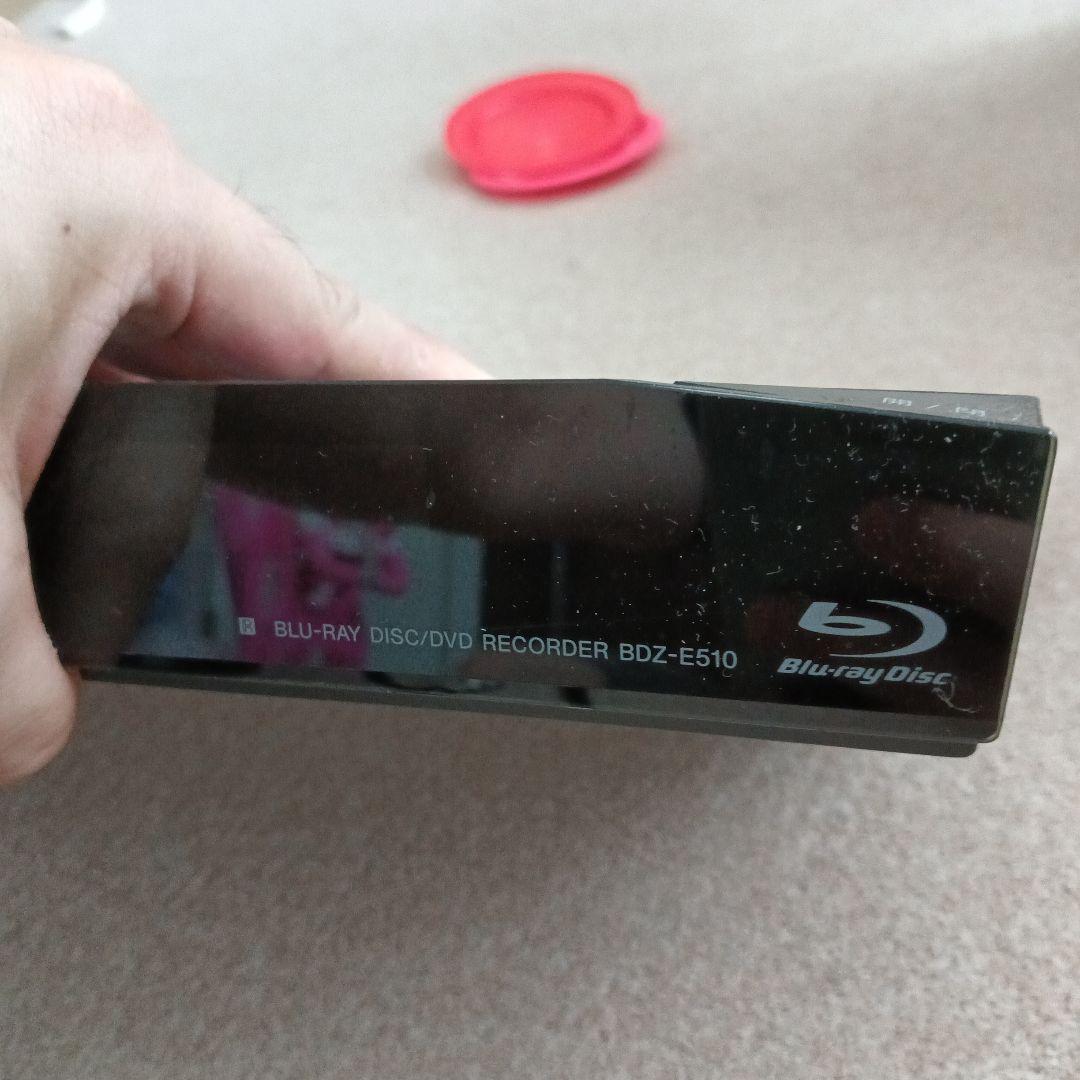 R BLU-RAY DISC/DVD RECORDER BDZ-E510
Blu-ray Disc